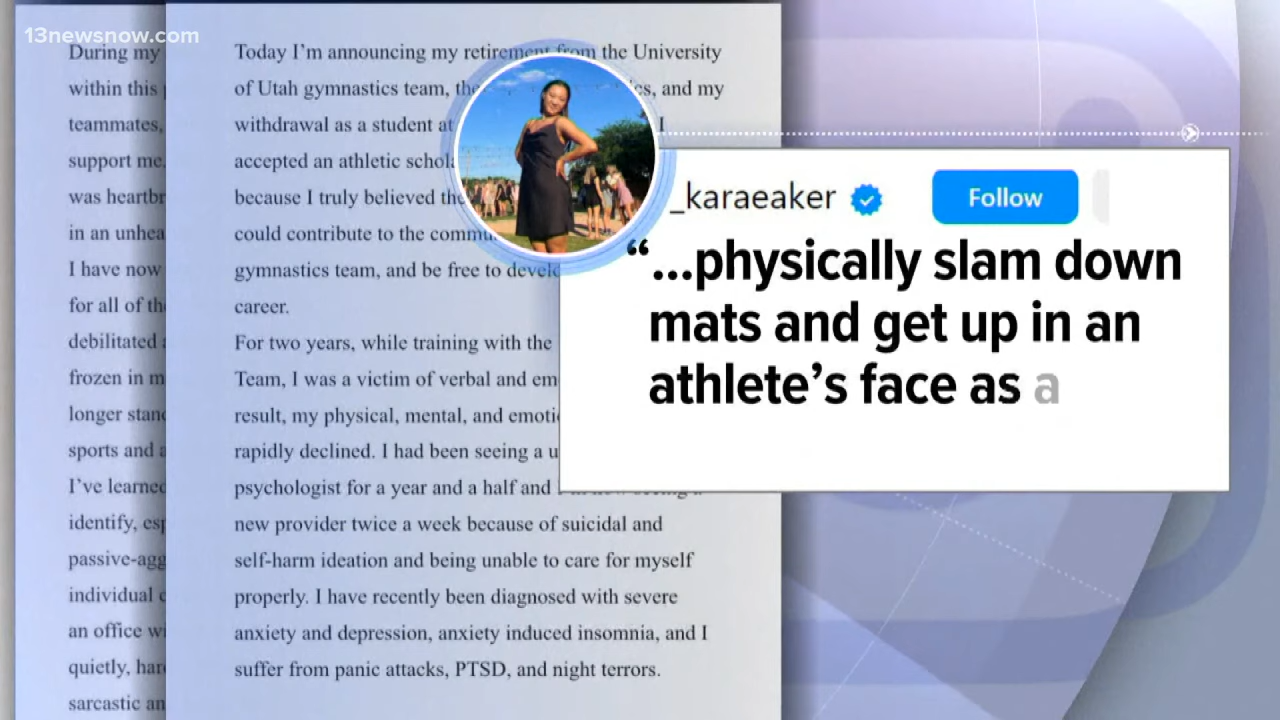 13newsnow.com
During my
within this
teammates,
support me.
was heartbr
in an unhea
I have now
for all of th
debilitated
frozen in m
longer stand
sports and a
I've learned
identify, esp
passive-agg
individual c
an office wi
quietly, har
sarcastic an
Today I'm announcing my retirement from the University
of Utah gymnastics team, the cs, and my
withdrawal as a student at I
accepted an athletic schola
because I truly believed the
could contribute to the commu
gymnastics team, and be free to develo
career.
For two years, while training with the
Team, I was a victim of verbal and em
result, my physical, mental, and emoti
rapidly declined. I had been seeing a u
psychologist for a year and a half and I'm now seeing a
new provider twice a week because of suicidal and
self-harm ideation and being unable to care for myself
properly. I have recently been diagnosed with severe
anxiety and depression, anxiety induced insomnia, and I
suffer from panic attacks, PTSD, and night terrors.
_karaeaker
Follow
“...physically slam down
mats and get up in an
athlete’s face as a